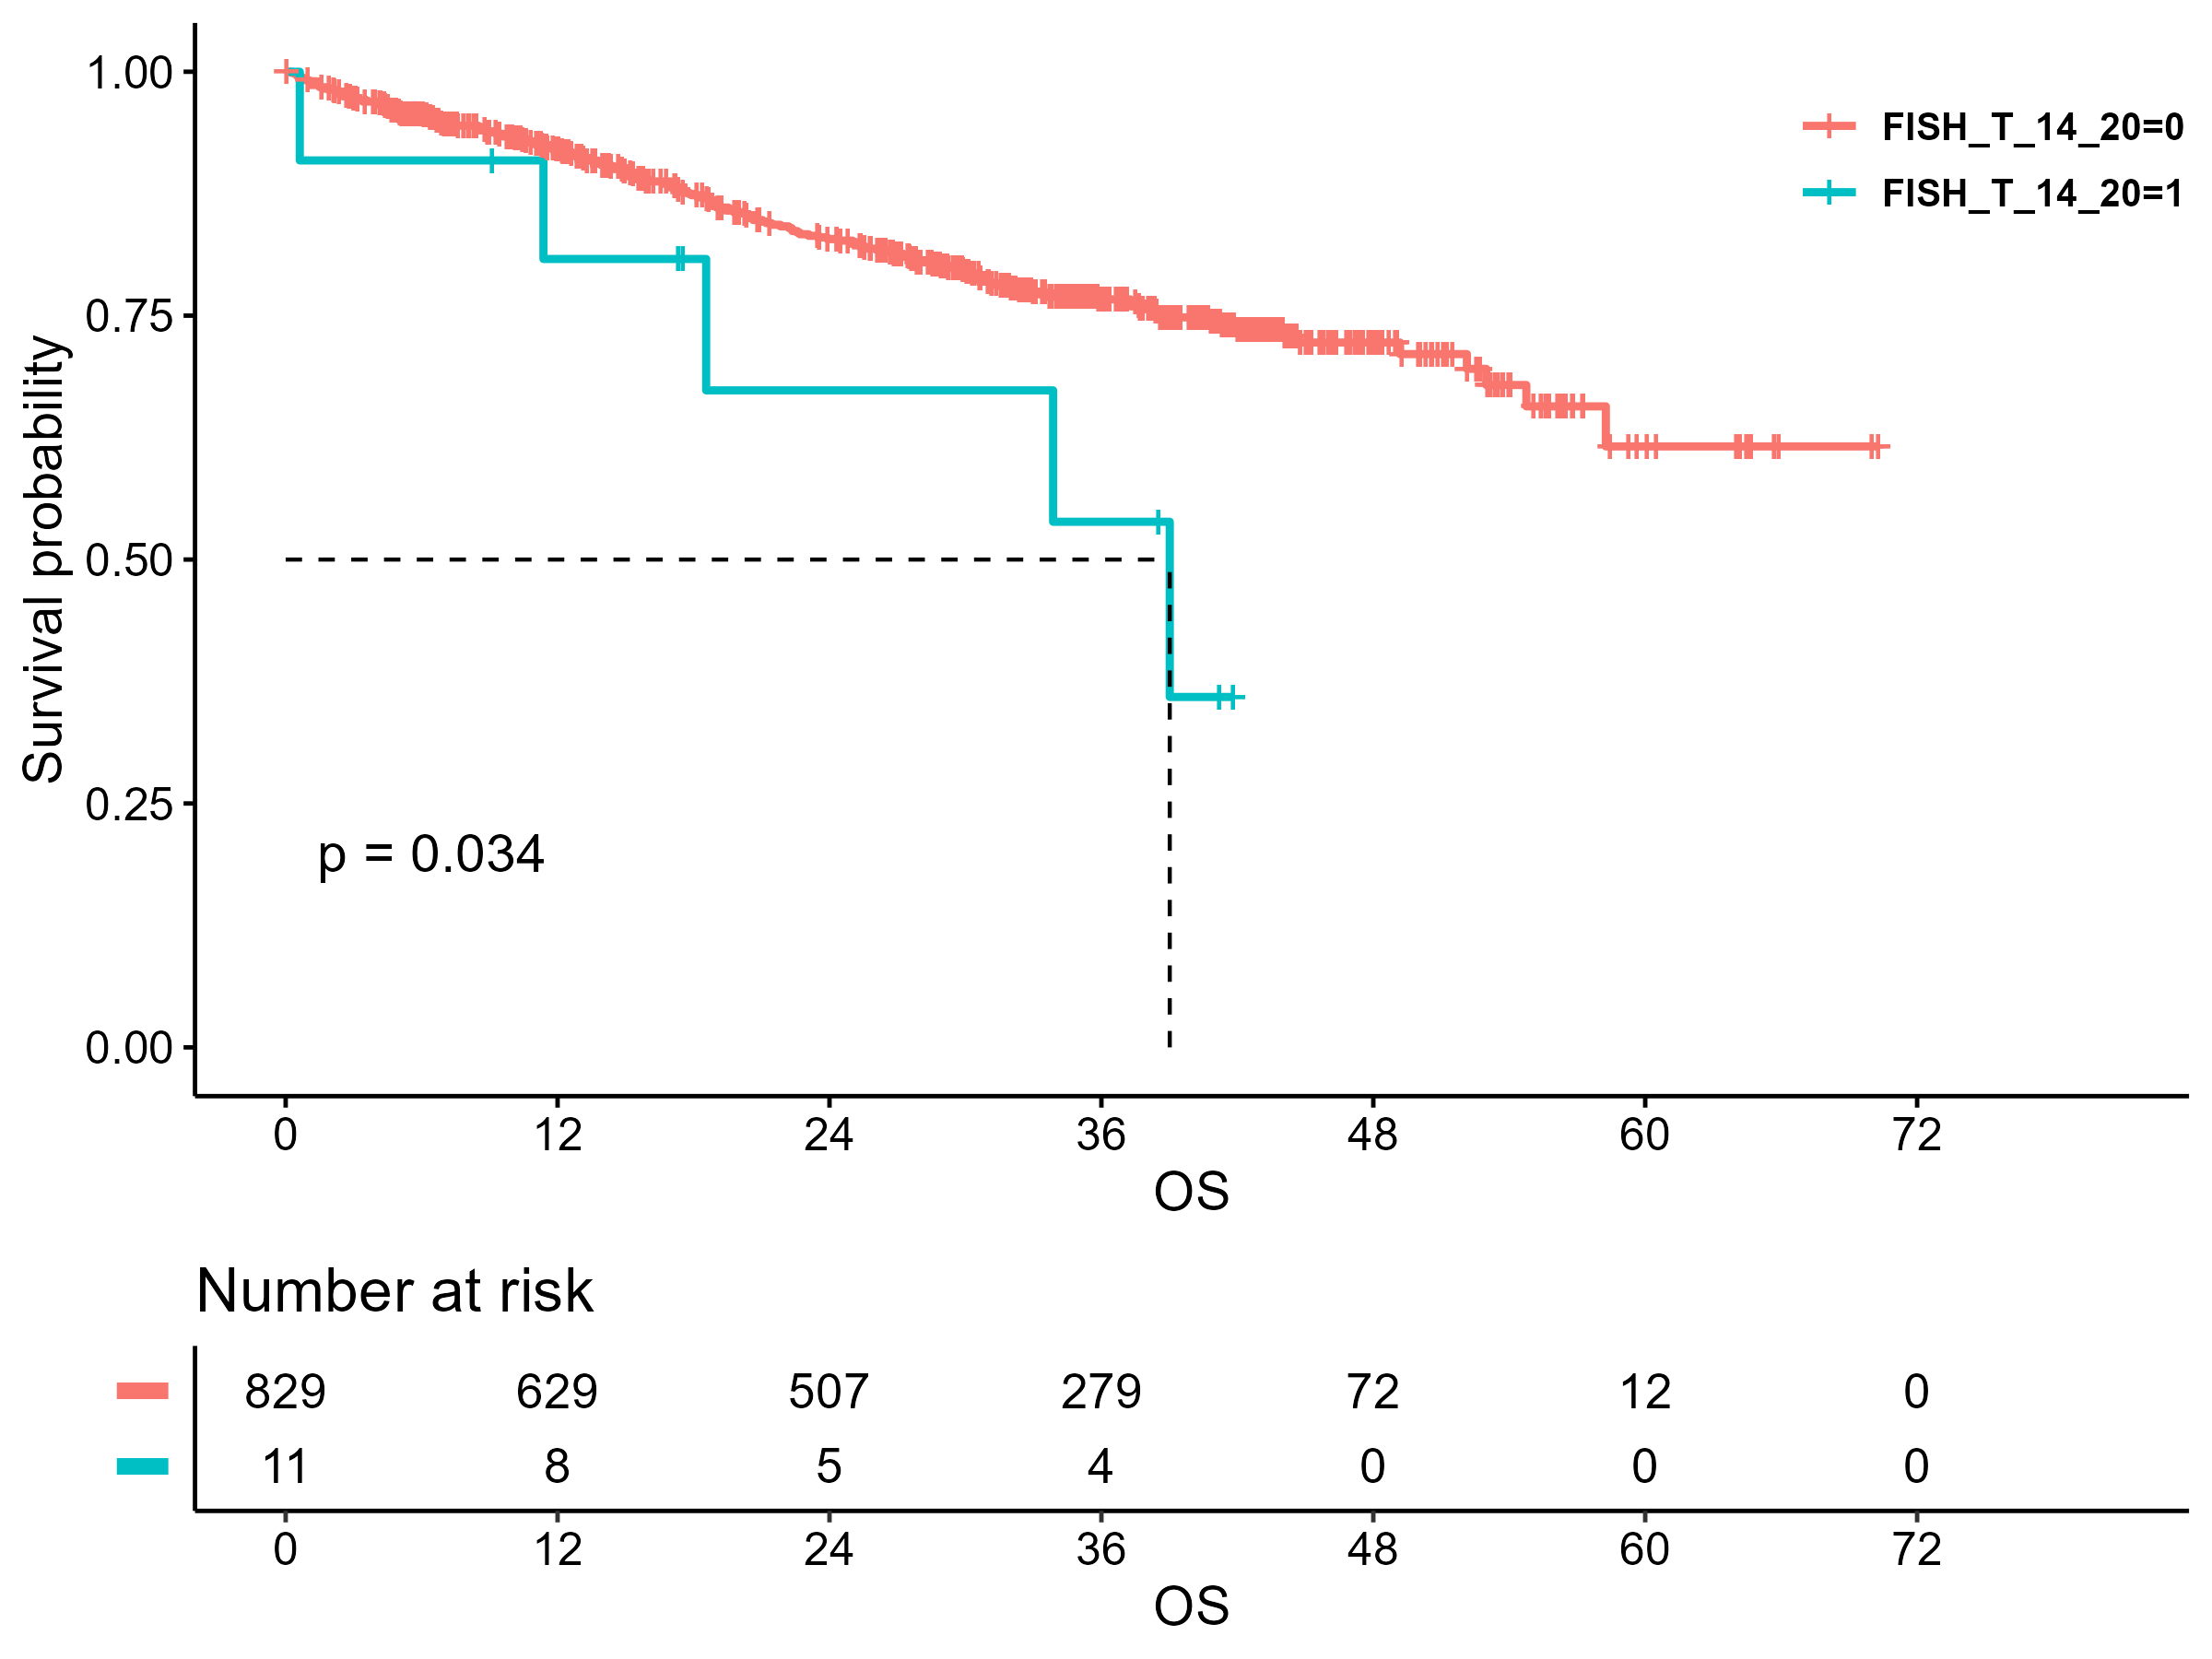 1.00
0.75
0.50
0.25
0.00
Survival probability
FISH_T_14_20=0
FISH_T_14_20=1
p = 0.034
0 12 24 36 48 60 72
OS
Number at risk
829 629 507 279 72 12 0
11 8 5 4 0 0 0
0 12 24 36 48 60 72
OS